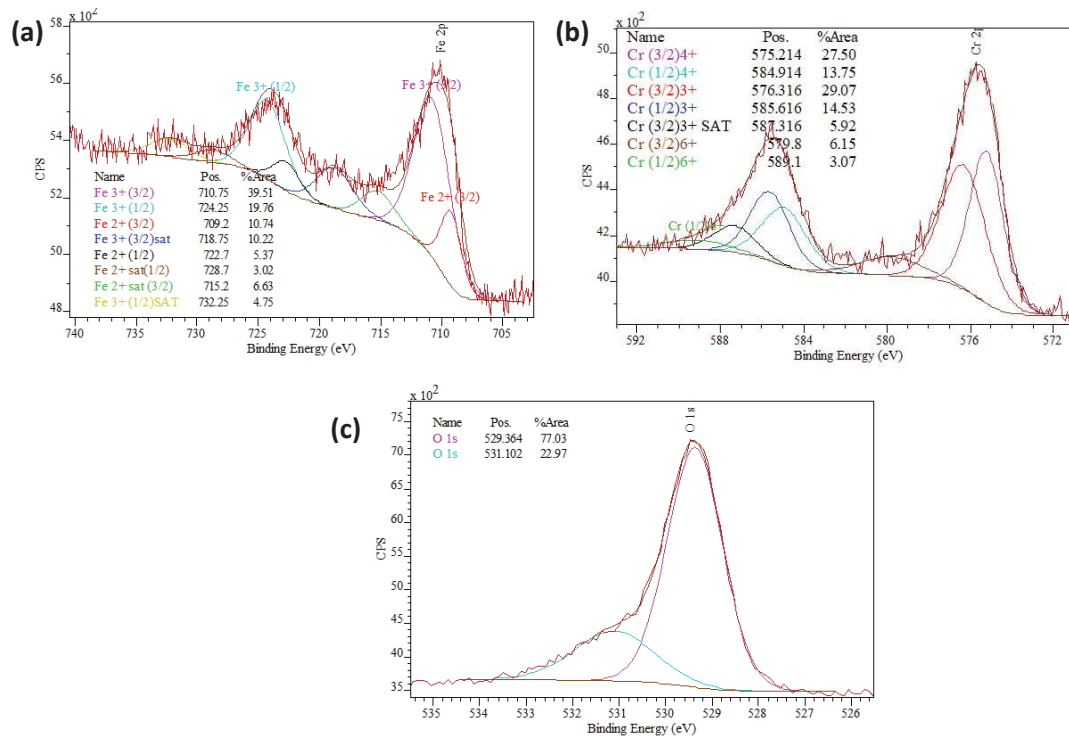 (a)
x 10²
Fe 2p
Fe 3+ (1/2)
Fe 3+ (3/2)
Fe 2+ (3/2)
56
54
52
50
48
CPS
Name Pos. %Area
Fe 3+ (3/2) 710.75 39.51
Fe 3+ (1/2) 724.25 19.76
Fe 2+ (3/2) 709.2 10.74
Fe 3+ (3/2)sat 718.75 10.22
Fe 2+ (1/2) 722.7 5.37
Fe 2+ sat(1/2) 728.7 3.02
Fe 2+ sat (3/2) 715.2 6.63
Fe 3+ (1/2)SAT 732.25 4.75
740 735 730 725 720 715 710 705
Binding Energy (eV)
(b)
x 10²
Cr 2p
50
48
46
44
42
40
CPS
Name Pos. %Area
Cr (3/2)4+ 575.214 27.50
Cr (1/2)4+ 584.914 13.75
Cr (3/2)3+ 576.316 29.07
Cr (1/2)3+ 585.616 14.53
Cr (3/2)3+ SAT 587.316 5.92
Cr (3/2)6+ 579.8 6.15
Cr (1/2)6+ 589.1 3.07
Cr (1/2)6+
592 588 584 580 576 572
Binding Energy (eV)
(c)
x 10²
O 1s
75
70
65
60
55
50
45
40
35
CPS
Name Pos. %Area
O 1s 529.364 77.03
O 1s 531.102 22.97
535 534 533 532 531 530 529 528 527 526
Binding Energy (eV)